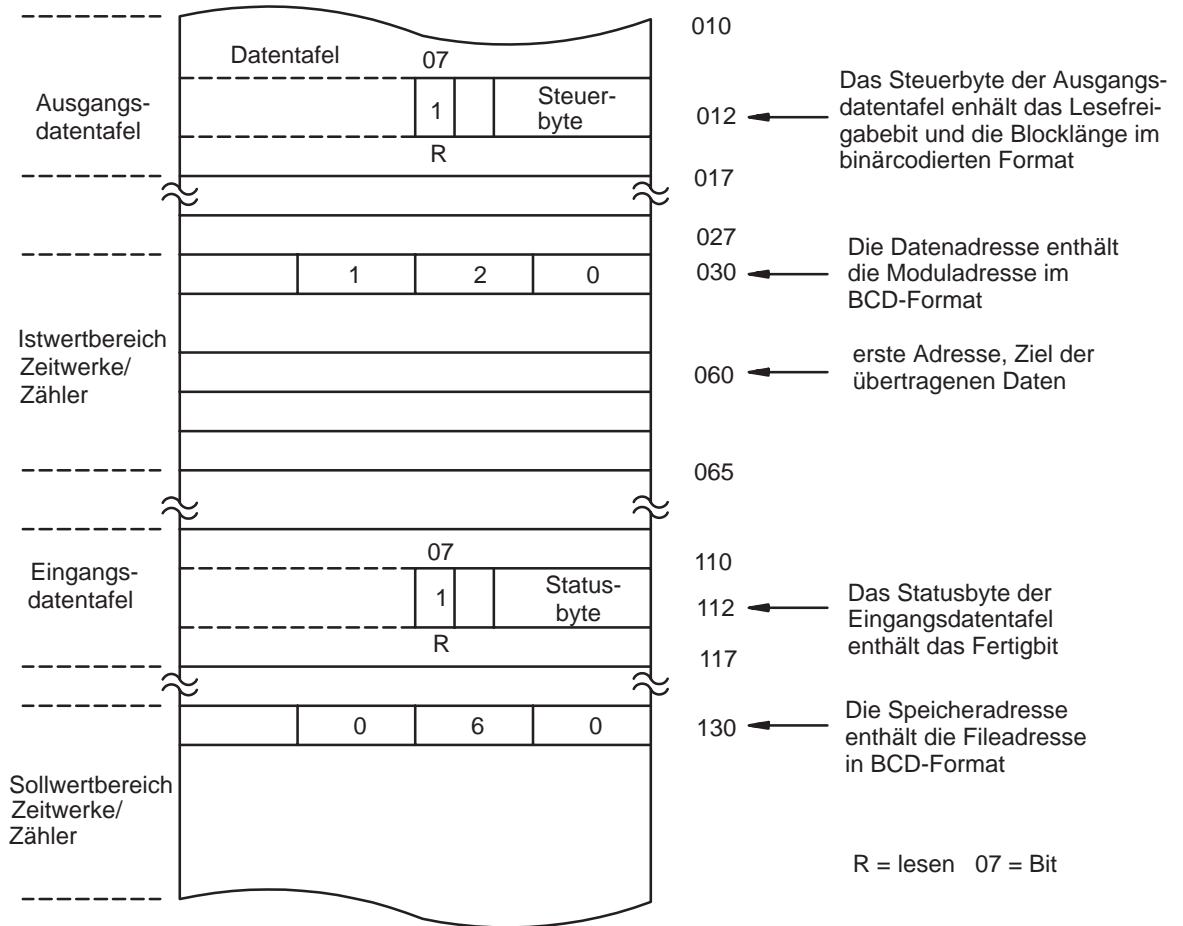 010
Datentafel
07
Ausgangs-
datentafel
1
Steuer-
byte
012
Das Steuerbyte der Ausgangs-
datentafel enhält das Lesefrei-
gabebit und die Blocklänge im
binärcodierten Format
R
017
027
1 2 0
030
Die Datenadresse enthält
die Moduladresse im
BCD-Format
Istwertbereich
Zeitwerke/
Zähler
060
erste Adresse, Ziel der
übertragenen Daten
065
07
110
Eingangs-
datentafel
1
Status-
byte
112
Das Statusbyte der
Eingangsdatentafel
enthält das Fertigbit
R
117
0 6 0
130
Die Speicheradresse
enthält die Fileadresse
in BCD-Format
Sollwertbereich
Zeitwerke/
Zähler
R = lesen 07 = Bit